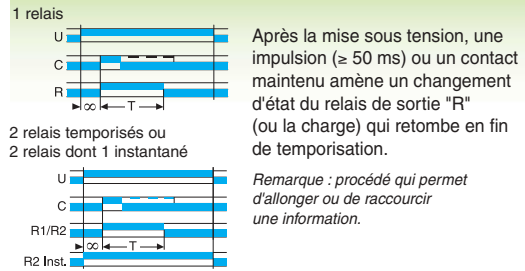 1 relais
U
C
R
∞ T
2 relais temporisés ou
2 relais dont 1 instantané
U
C
R1/R2
∞ T
R2 Inst.
Après la mise sous tension, une
impulsion (≥ 50 ms) ou un contact
maintenu amène un changement
d'état du relais de sortie "R"
(ou la charge) qui retombe en fin
de temporisation.
Remarque : procédé qui permet
d'allonger ou de raccourcir
une information.